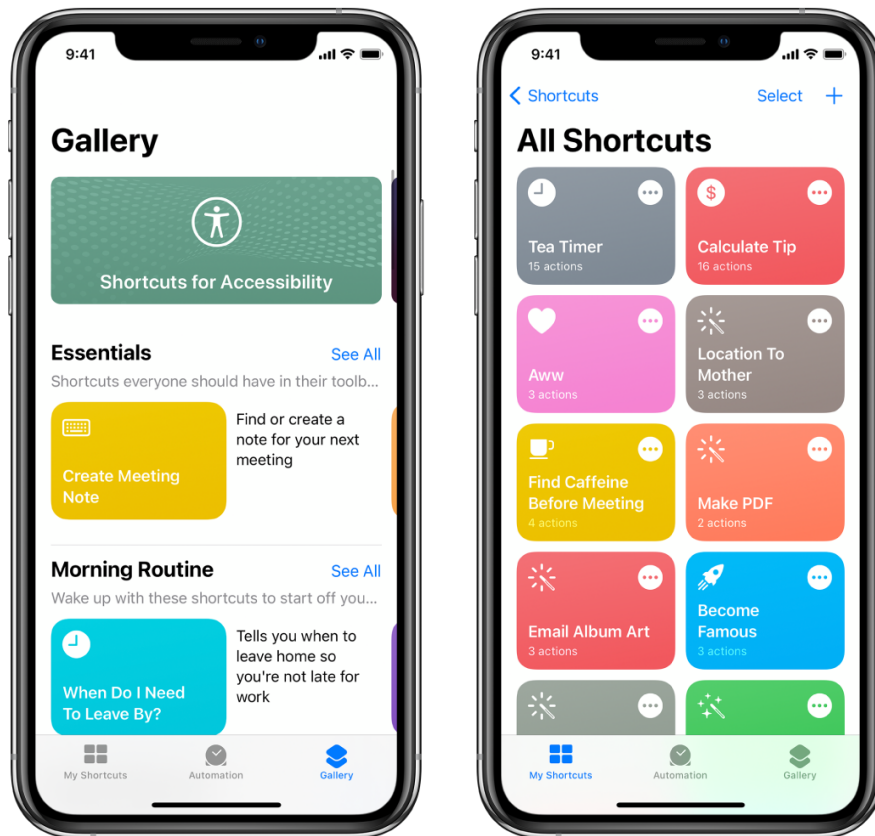 9:41
Gallery
Shortcuts for Accessibility
Essentials
See All
Shortcuts everyone should have in their toolb...
Create Meeting
Note
Find or create a
note for your next
meeting
Morning Routine
See All
Wake up with these shortcuts to start off you...
When Do I Need
To Leave By?
Tells you when to
leave home so
you're not late for
work
My Shortcuts
Automation
Gallery
9:41
Shortcuts
Select
All Shortcuts
Tea Timer
15 actions
$
Calculate Tip
16 actions
Aww
3 actions
Location To
Mother
3 actions
Find Caffeine
Before Meeting
4 actions
Make PDF
2 actions
Email Album Art
3 actions
Become
Famous
3 actions
My Shortcuts
Automation
Gallery